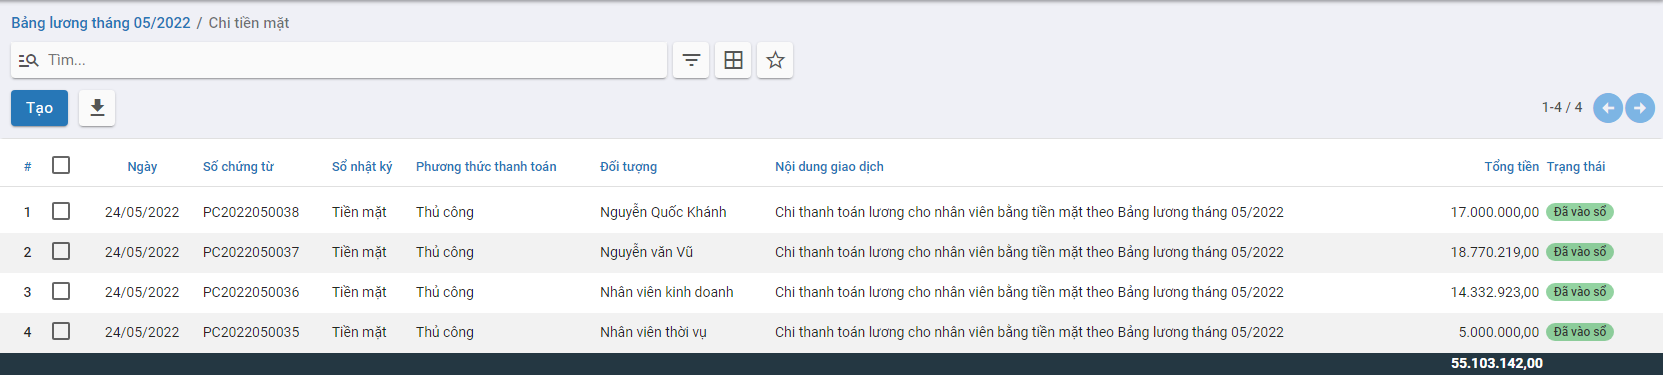 Bảng lương tháng 05/2022 / Chi tiền mặt
Tìm...
Tạo
1-4 / 4
# Ngày Số chứng từ Sổ nhật ký Phương thức thanh toán Đối tượng Nội dung giao dịch Tổng tiền Trạng thái
1 24/05/2022 PC2022050038 Tiền mặt Thủ công Nguyễn Quốc Khánh Chi thanh toán lương cho nhân viên bằng tiền mặt theo Bảng lương tháng 05/2022 17.000.000,00 Đã vào sổ
2 24/05/2022 PC2022050037 Tiền mặt Thủ công Nguyễn văn Vũ Chi thanh toán lương cho nhân viên bằng tiền mặt theo Bảng lương tháng 05/2022 18.770.219,00 Đã vào sổ
3 24/05/2022 PC2022050036 Tiền mặt Thủ công Nhân viên kinh doanh Chi thanh toán lương cho nhân viên bằng tiền mặt theo Bảng lương tháng 05/2022 14.332.923,00 Đã vào sổ
4 24/05/2022 PC2022050035 Tiền mặt Thủ công Nhân viên thời vụ Chi thanh toán lương cho nhân viên bằng tiền mặt theo Bảng lương tháng 05/2022 5.000.000,00 Đã vào sổ
55.103.142,00